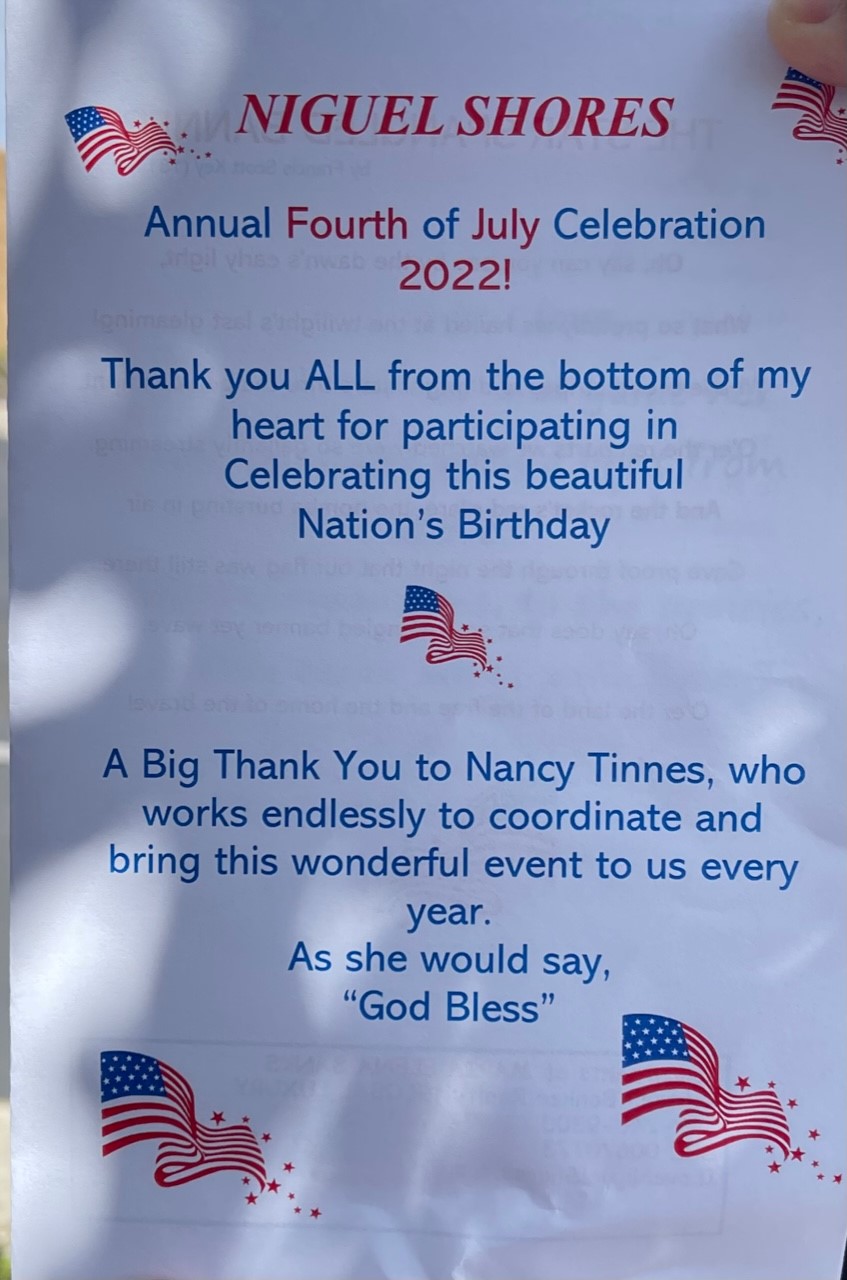 NIGUEL SHORES
Annual Fourth of July Celebration
2022!
Thank you ALL from the bottom of my
heart for participating in
Celebrating this beautiful
Nation's Birthday
A Big Thank You to Nancy Tinnes, who
works endlessly to coordinate and
bring this wonderful event to us every
year.
As she would say,
“God Bless”